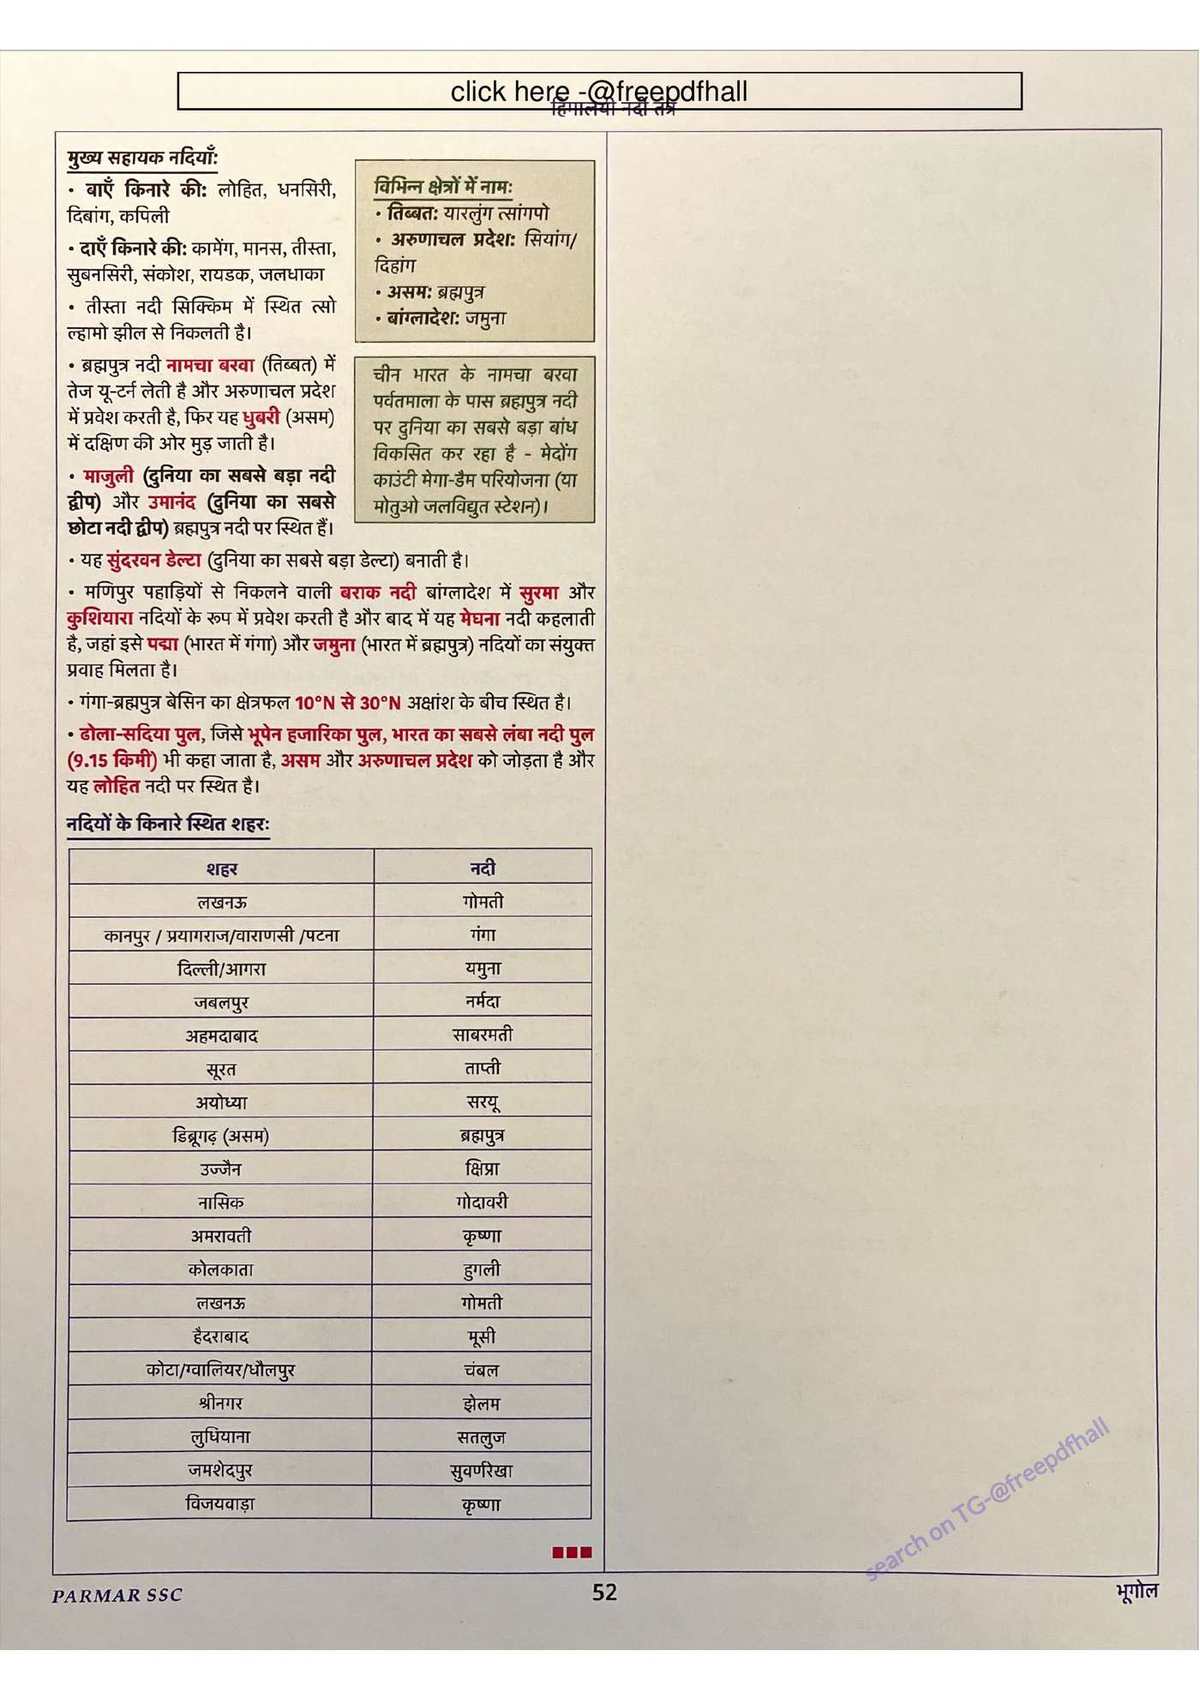 click here -@freepdfhall
हिमालयी नदी तंत्र
मुख्य सहायक नदियाँ:
• बाएँ किनारे की: लोहित, धनसिरी,
दिबांग, कपिली
• दाएँ किनारे की: कामेंग, मानस, तीस्ता,
सुबनसिरी, संकोश, रायडक, जलधाका
• तीस्ता नदी सिक्किम में स्थित त्सो
ल्हामो झील से निकलती है।
• ब्रह्मपुत्र नदी नामचा बरवा (तिब्बत) में
तेज यू-टर्न लेती है और अरुणाचल प्रदेश
में प्रवेश करती है, फिर यह धुबरी (असम)
में दक्षिण की ओर मुड़ जाती है।
• माजुली (दुनिया का सबसे बड़ा नदी
द्वीप) और उमानंद (दुनिया का सबसे
छोटा नदी द्वीप) ब्रह्मपुत्र नदी पर स्थित हैं।
विभिन्न क्षेत्रों में नाम:
• तिब्बत: यारलुंग त्सांगपो
• अरुणाचल प्रदेश: सियांग/
दिहांग
• असम: ब्रह्मपुत्र
• बांग्लादेश: जमुना
चीन भारत के नामचा बरवा
पर्वतमाला के पास ब्रह्मपुत्र नदी
पर दुनिया का सबसे बड़ा बांध
विकसित कर रहा है - मेदोंग
काउंटी मेगा-डैम परियोजना (या
मोतुओ जलविद्युत स्टेशन)।
• यह सुंदरवन डेल्टा (दुनिया का सबसे बड़ा डेल्टा) बनाती है।
• मणिपुर पहाड़ियों से निकलने वाली बराक नदी बांग्लादेश में सुरमा और
कुशियारा नदियों के रूप में प्रवेश करती है और बाद में यह मेघना नदी कहलाती
है, जहां इसे पद्मा (भारत में गंगा) और जमुना (भारत में ब्रह्मपुत्र) नदियों का संयुक्त
प्रवाह मिलता है।
• गंगा-ब्रह्मपुत्र बेसिन का क्षेत्रफल 10°N से 30°N अक्षांश के बीच स्थित है।
• ढोला-सदिया पुल, जिसे भूपेन हजारिका पुल, भारत का सबसे लंबा नदी पुल
(9.15 किमी) भी कहा जाता है, असम और अरुणाचल प्रदेश को जोड़ता है और
यह लोहित नदी पर स्थित है।
नदियों के किनारे स्थित शहर:
शहर नदी
लखनऊ गोमती
कानपुर / प्रयागराज/वाराणसी /पटना गंगा
दिल्ली/आगरा यमुना
जबलपुर नर्मदा
अहमदाबाद साबरमती
सूरत ताप्ती
अयोध्या सरयू
डिब्रूगढ़ (असम) ब्रह्मपुत्र
उज्जैन क्षिप्रा
नासिक गोदावरी
अमरावती कृष्णा
कोलकाता हुगली
लखनऊ गोमती
हैदराबाद मूसी
कोटा/ग्वालियर/धौलपुर चंबल
श्रीनगर झेलम
लुधियाना सतलुज
जमशेदपुर सुवर्णरेखा
विजयवाड़ा कृष्णा
search on TG-@freepdfhall
PARMAR SSC 52 भूगोल